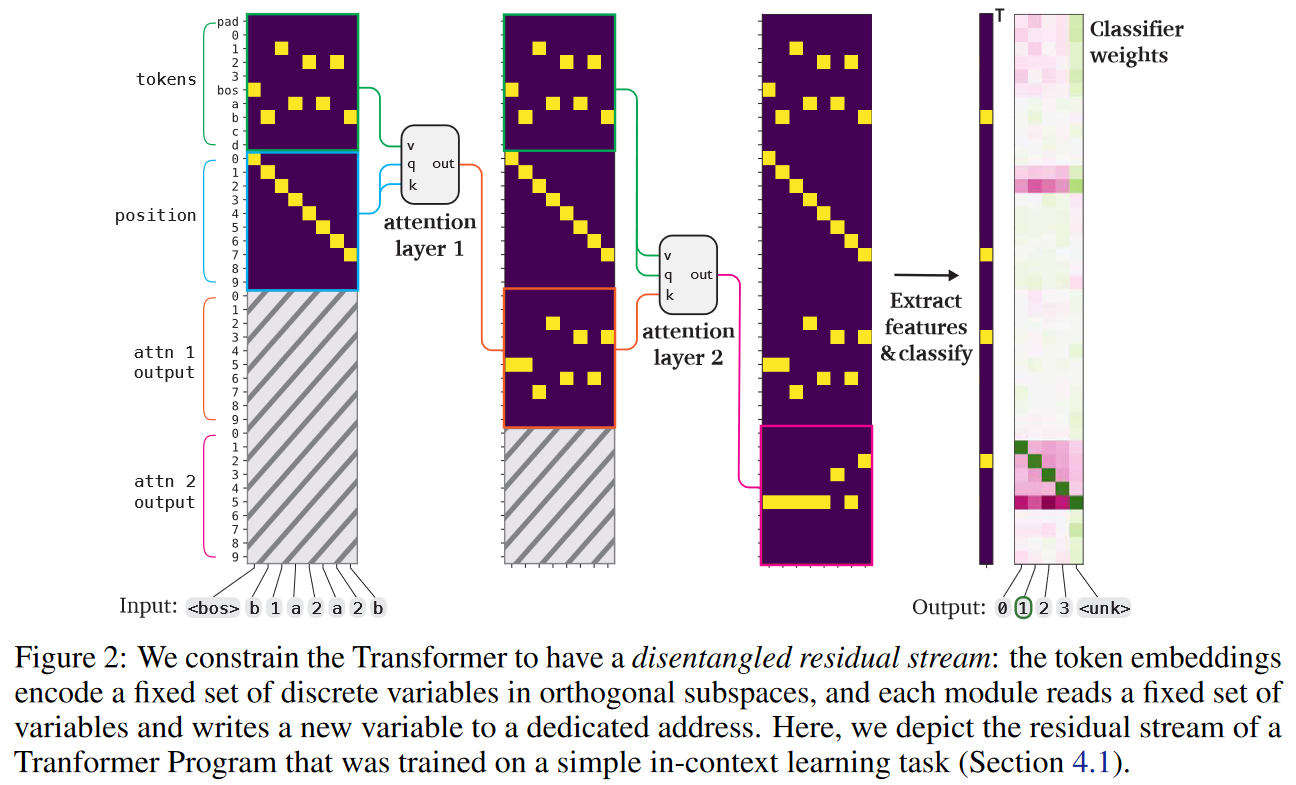 tokens
pad
0
1
2
3
bos
a
b
c
d
position
0
1
2
3
4
5
6
7
8
9
attn 1
output
0
1
2
3
4
5
6
7
8
9
attn 2
output
0
1
2
3
4
5
6
7
8
9
v
q out
k
attention
layer 1
v
q out
k
attention
layer 2
Extract
features
& classify
T
Classifier
weights
Input: <bos> b 1 a 2 a 2 b
Output: 0 1 2 3 <unk>
Figure 2: We constrain the Transformer to have a disentangled residual stream: the token embeddings
encode a fixed set of discrete variables in orthogonal subspaces, and each module reads a fixed set of
variables and writes a new variable to a dedicated address. Here, we depict the residual stream of a
Tranformer Program that was trained on a simple in-context learning task (Section 4.1).